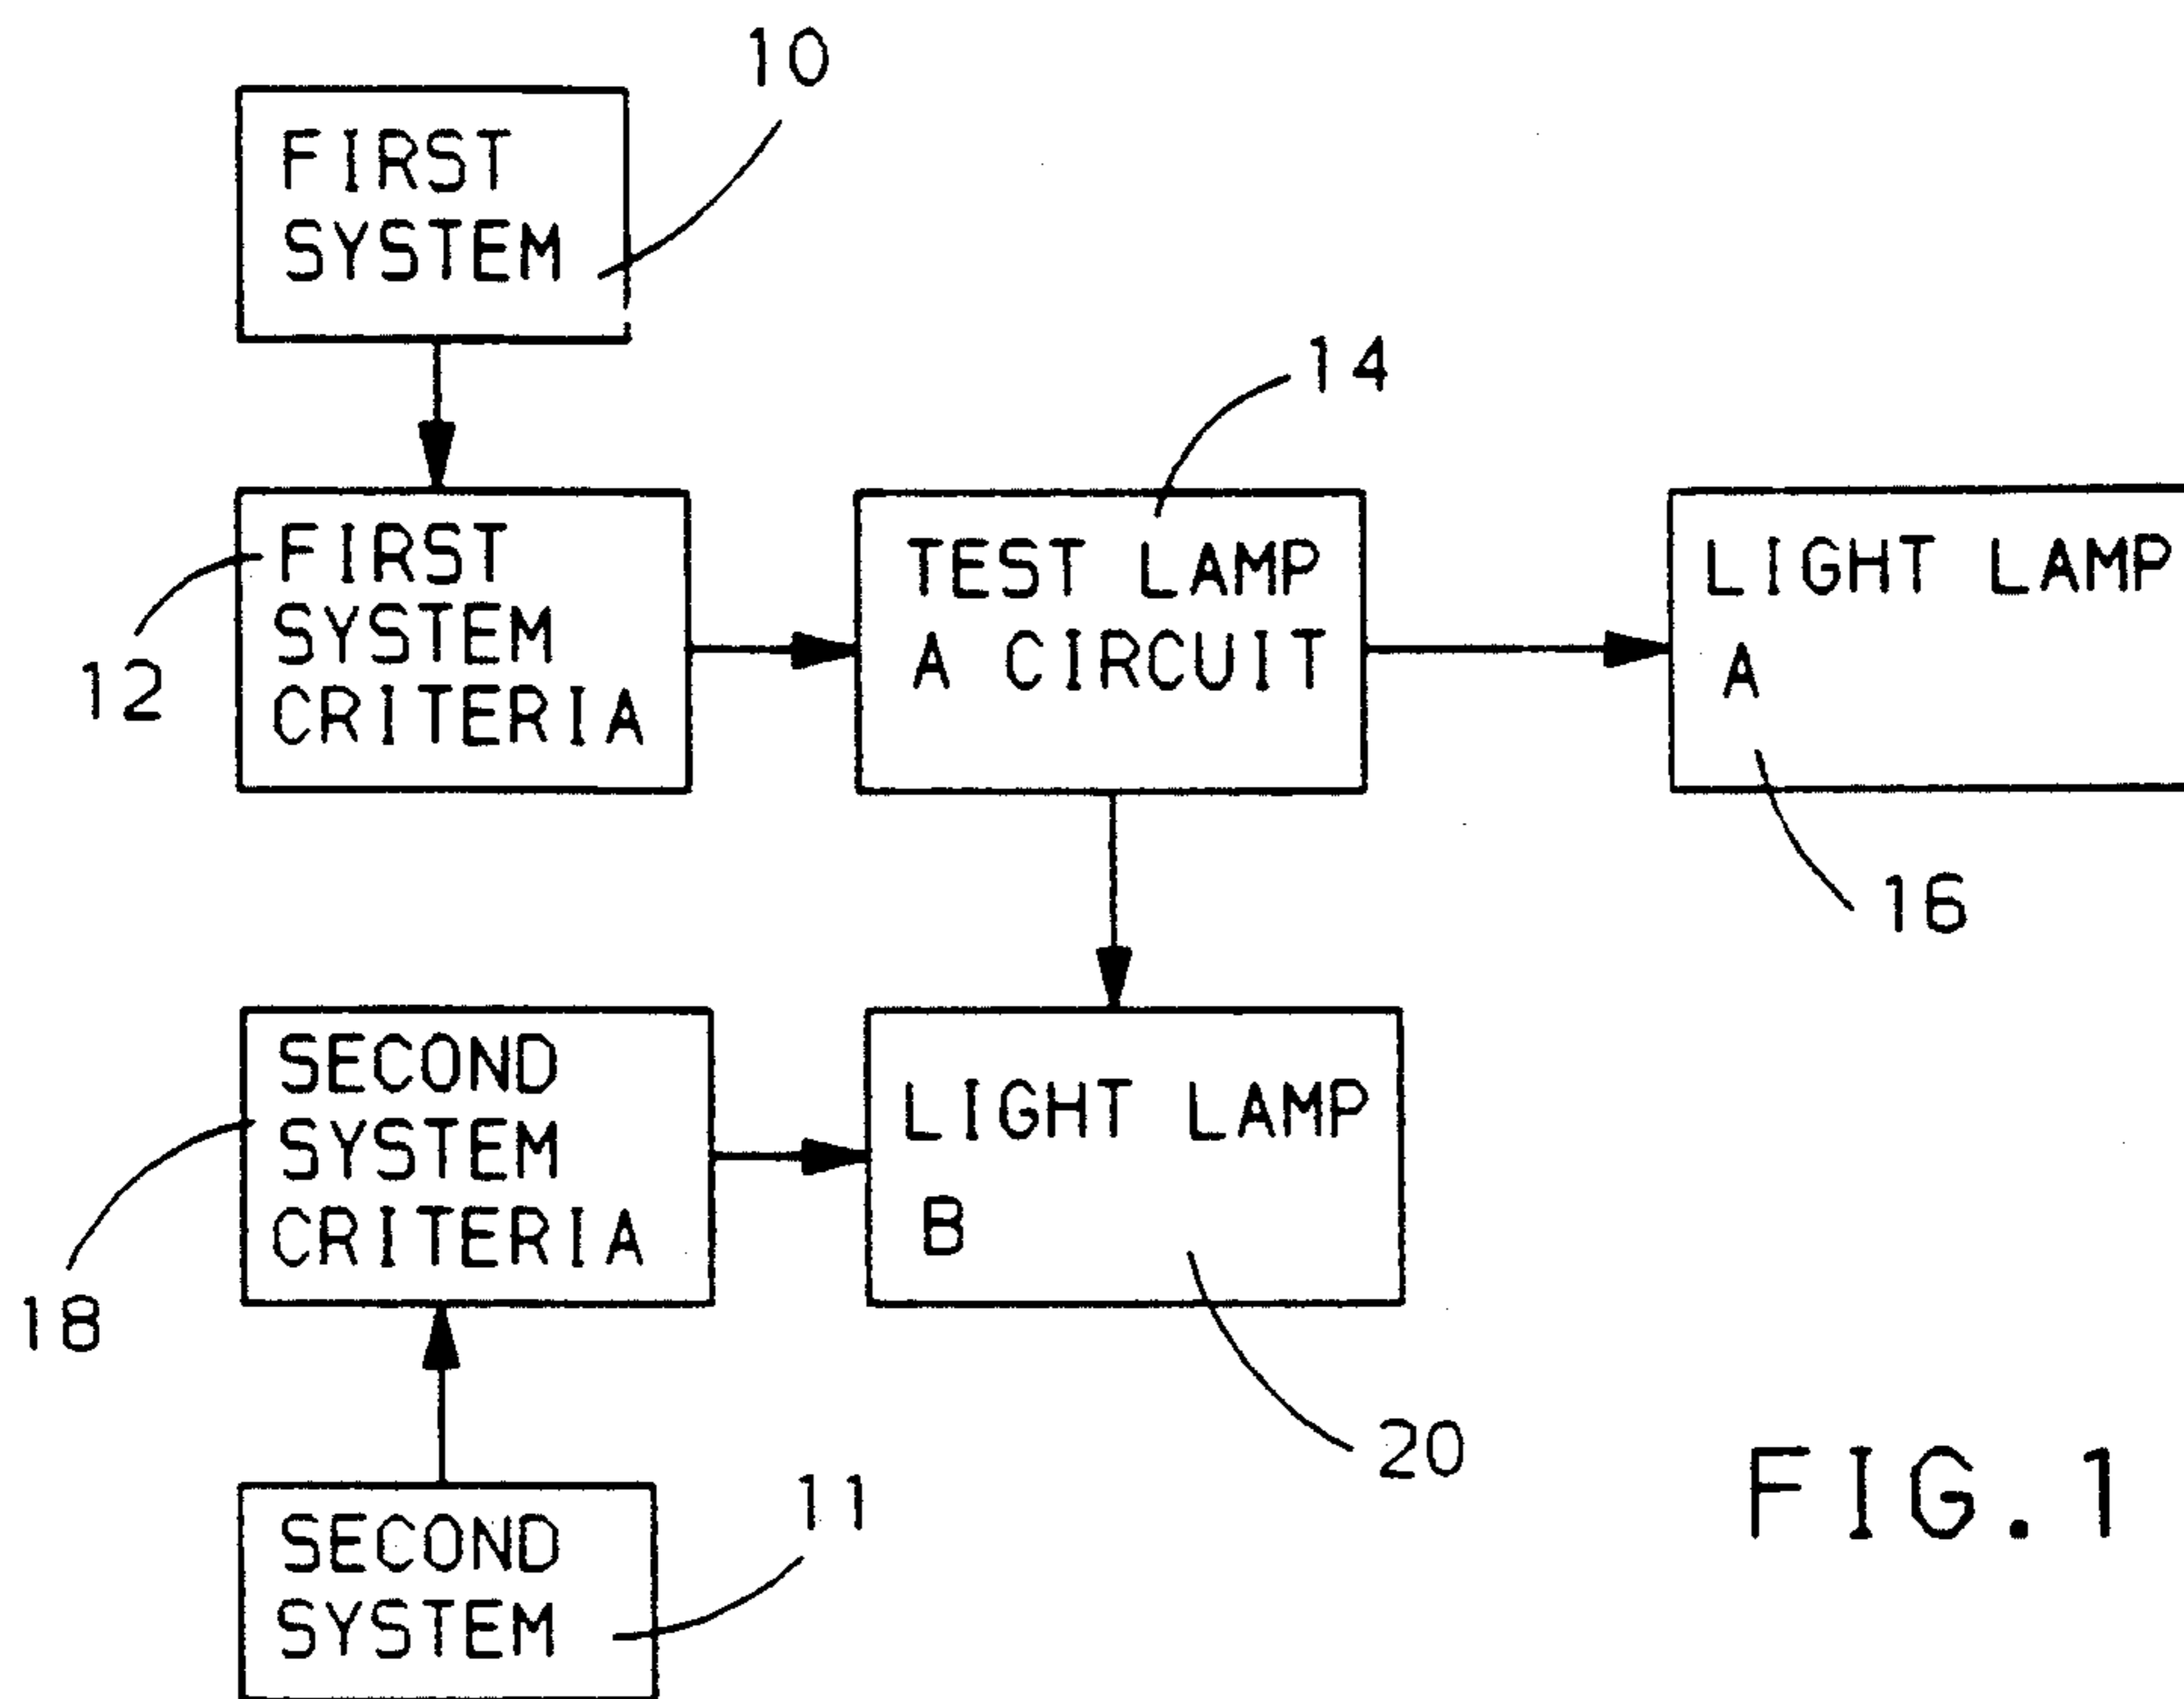 10
FIRST
SYSTEM
14
FIRST
SYSTEM
CRITERIA
12
TEST LAMP
A CIRCUIT
LIGHT LAMP
A
16
SECOND
SYSTEM
CRITERIA
18
LIGHT LAMP
B
20
11
SECOND
SYSTEM
FIG.1